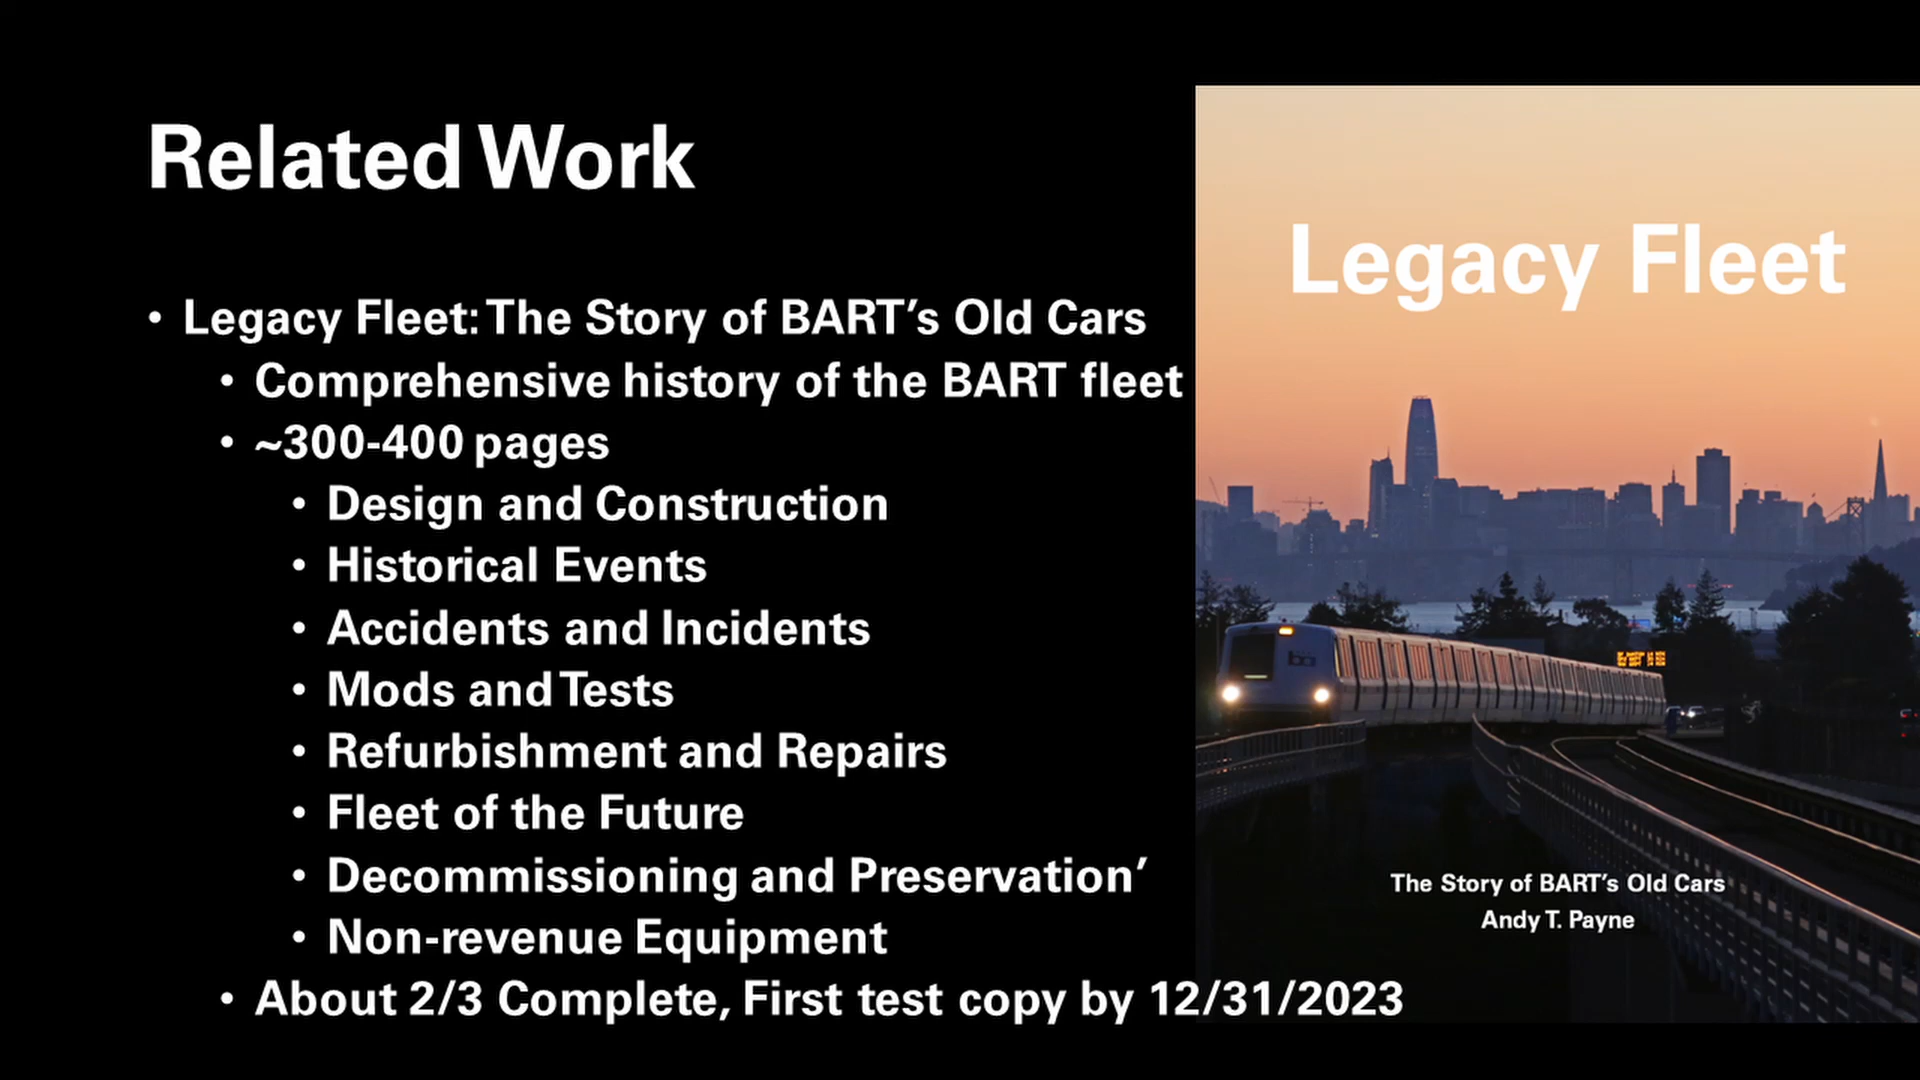 Related Work
• Legacy Fleet: The Story of BART’s Old Cars
• Comprehensive history of the BART fleet
• ~300-400 pages
• Design and Construction
• Historical Events
• Accidents and Incidents
• Mods and Tests
• Refurbishment and Repairs
• Fleet of the Future
• Decommissioning and Preservation’
• Non-revenue Equipment
• About 2/3 Complete, First test copy by 12/31/2023
Legacy Fleet
The Story of BART’s Old Cars
Andy T. Payne